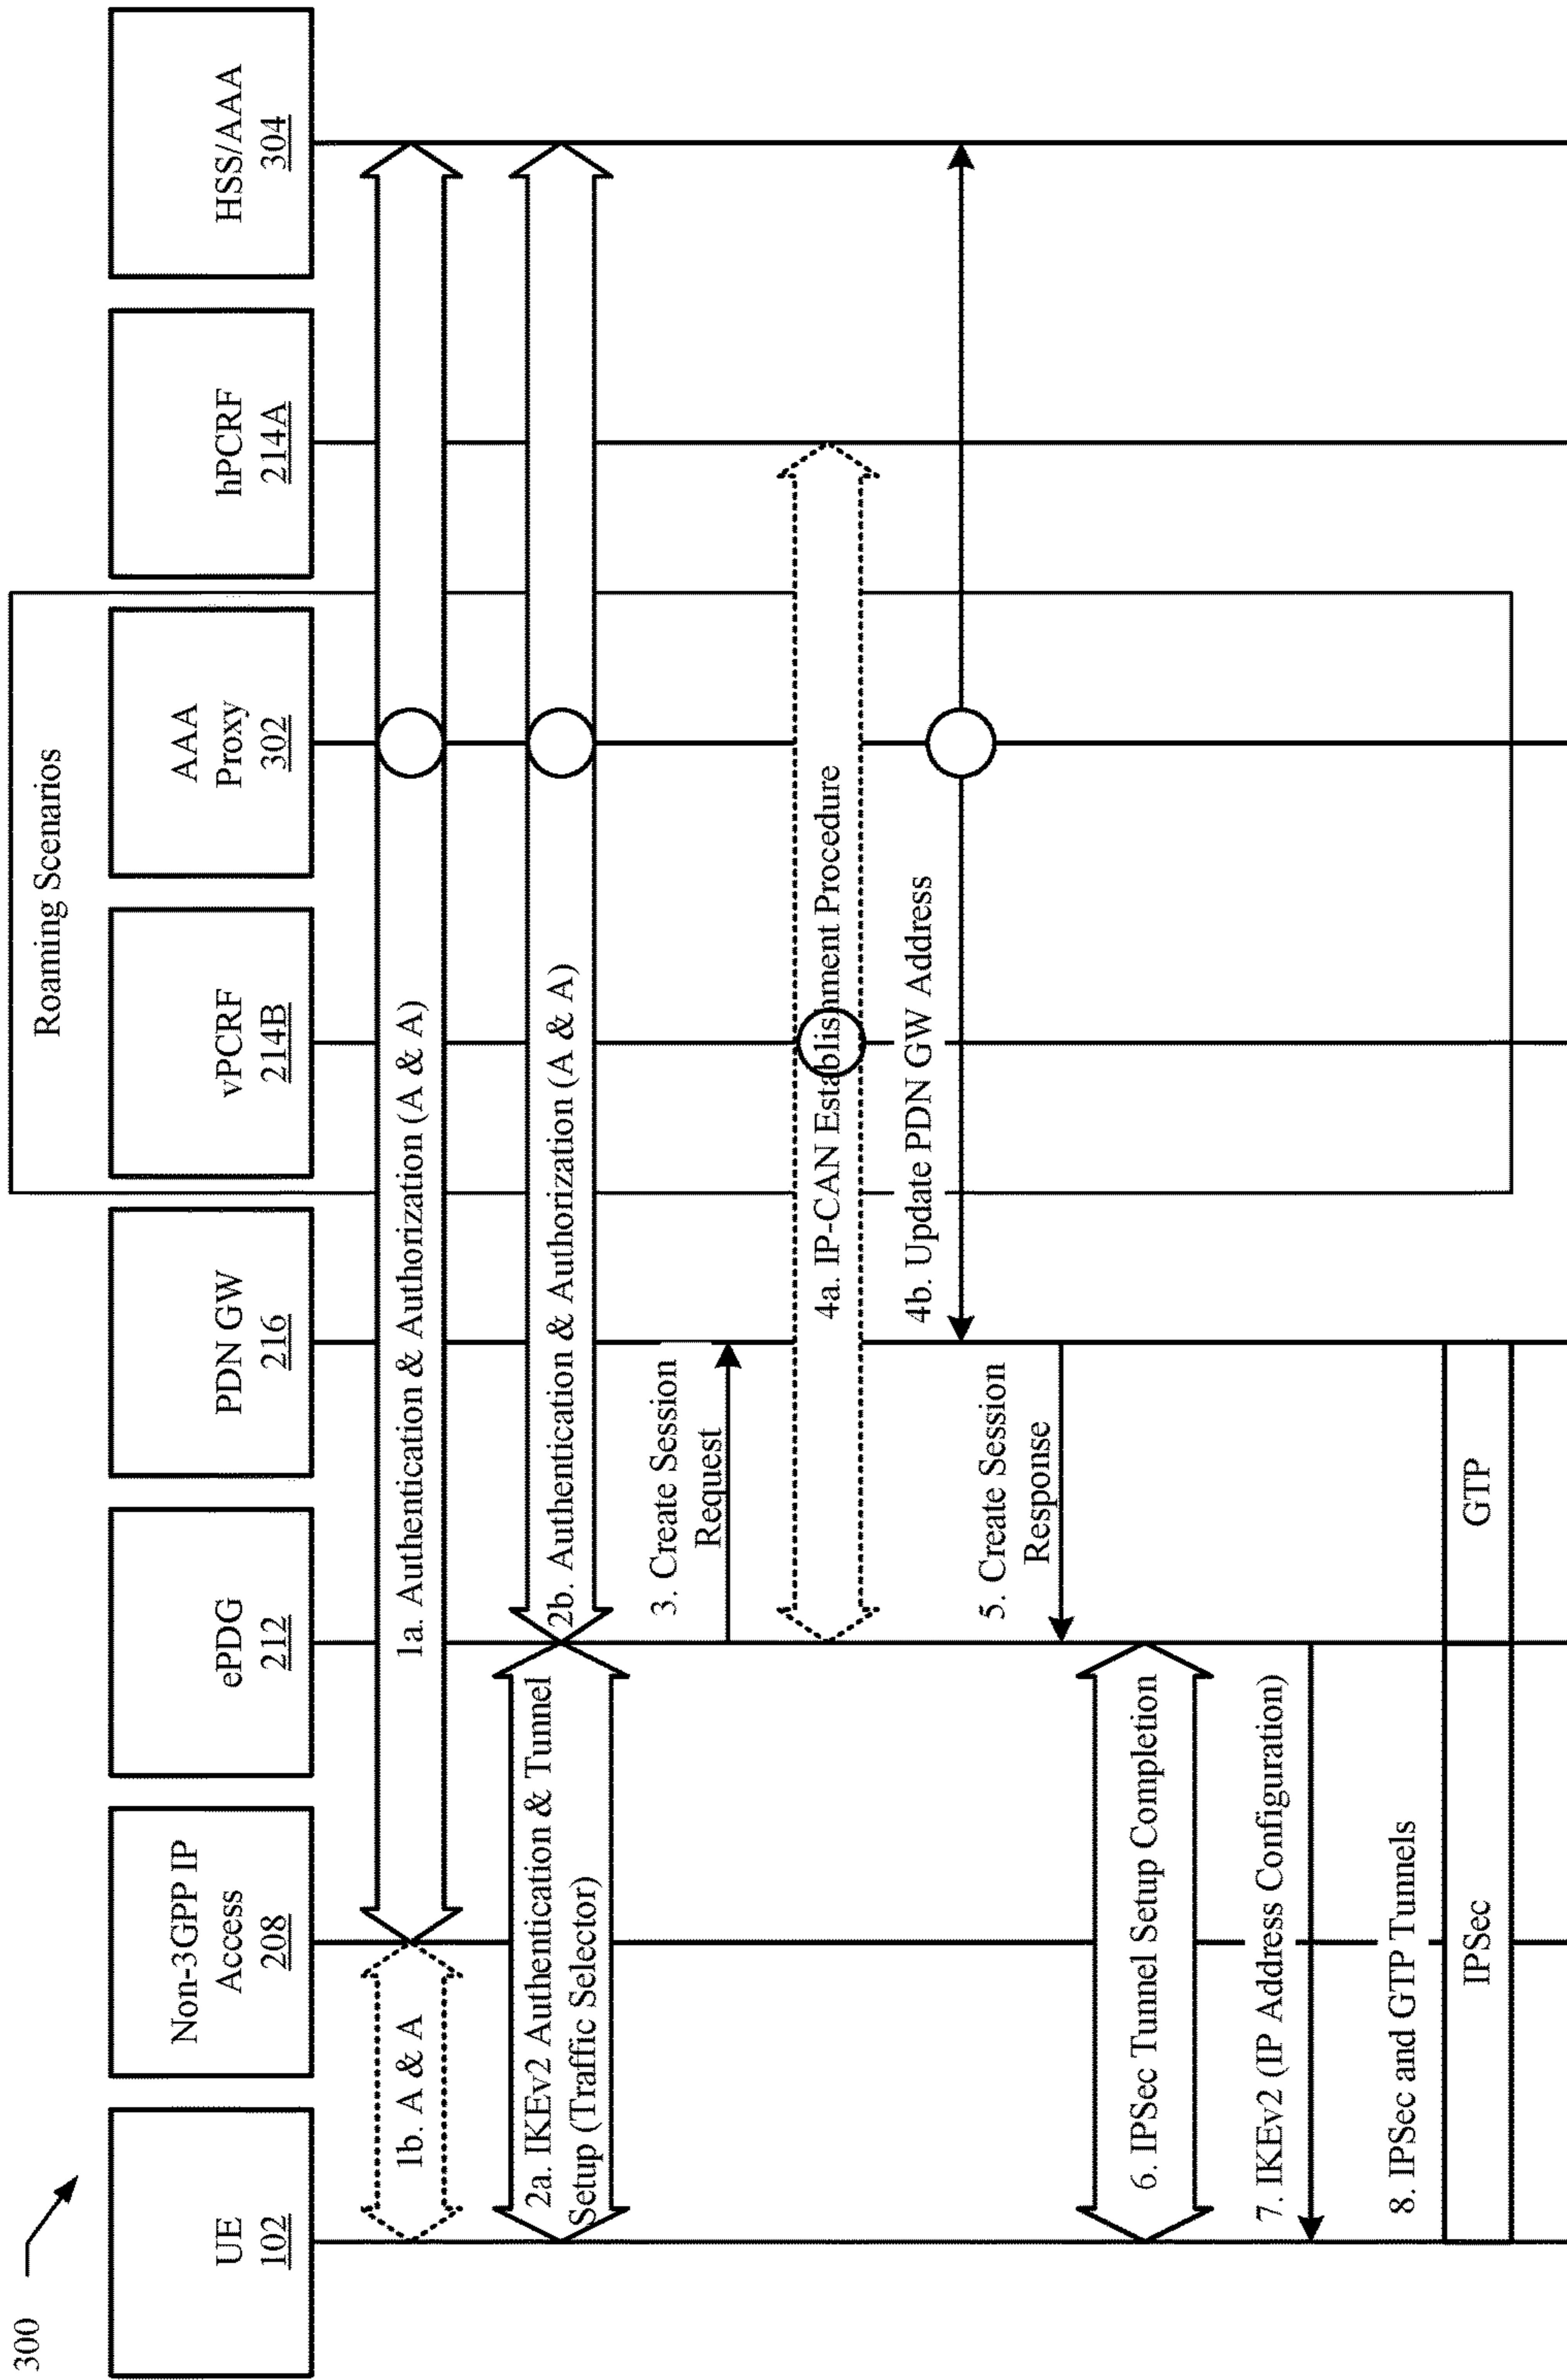 300
Roaming Scenarios
UE
102
Non-3GPP IP
Access
208
ePDG
212
PDN GW
216
vPCRF
214B
AAA
Proxy
302
hPCRF
214A
HSS/AAA
304
1b. A & A
1a. Authentication & Authorization (A & A)
2a. IKEv2 Authentication & Tunnel
Setup (Traffic Selector)
2b. Authentication & Authorization (A & A)
3. Create Session
Request
4a. IP-CAN Establishment Procedure
4b. Update PDN GW Address
5. Create Session
Response
6. IPSec Tunnel Setup Completion
7. IKEv2 (IP Address Configuration)
8. IPSec and GTP Tunnels
IPSec
GTP